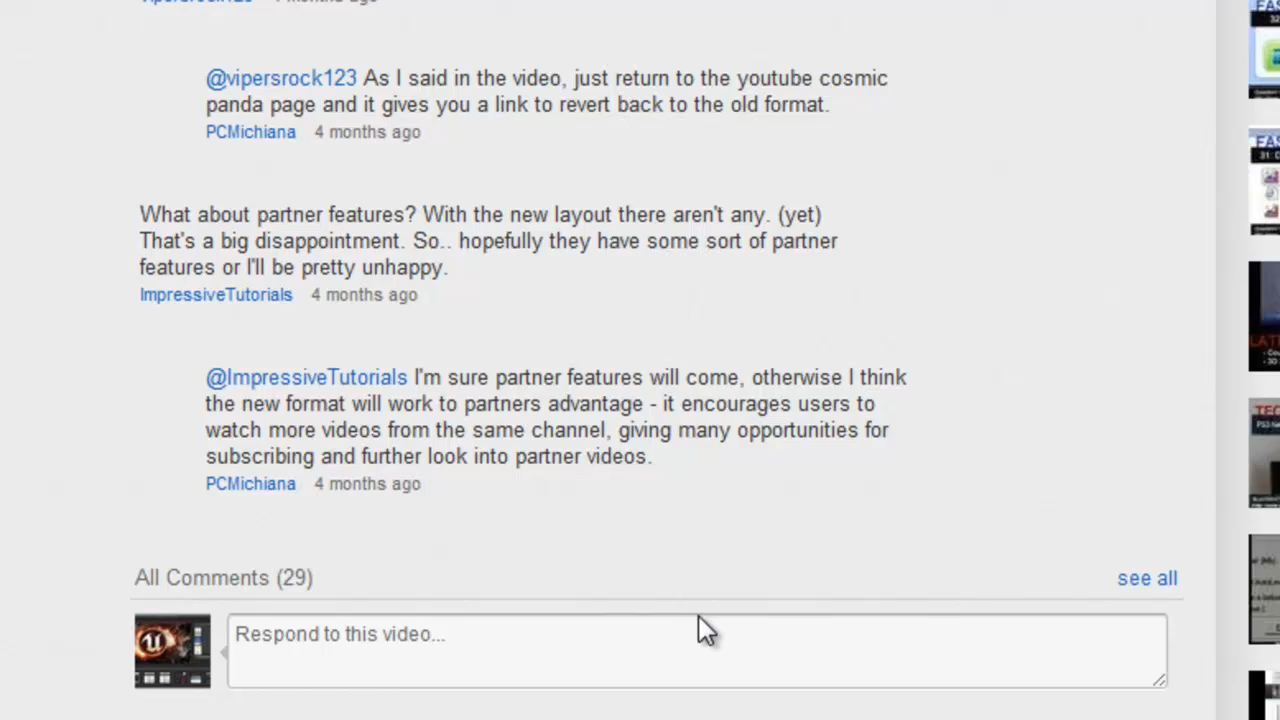 @vipersrock123 As I said in the video, just return to the youtube cosmic
panda page and it gives you a link to revert back to the old format.
PCMichiana 4 months ago
What about partner features? With the new layout there aren't any. (yet)
That's a big disappointment. So.. hopefully they have some sort of partner
features or I'll be pretty unhappy.
ImpressiveTutorials 4 months ago
@ImpressiveTutorials I'm sure partner features will come, otherwise I think
the new format will work to partners advantage - it encourages users to
watch more videos from the same channel, giving many opportunities for
subscribing and further look into partner videos.
PCMichiana 4 months ago
All Comments (29) see all
Respond to this video...